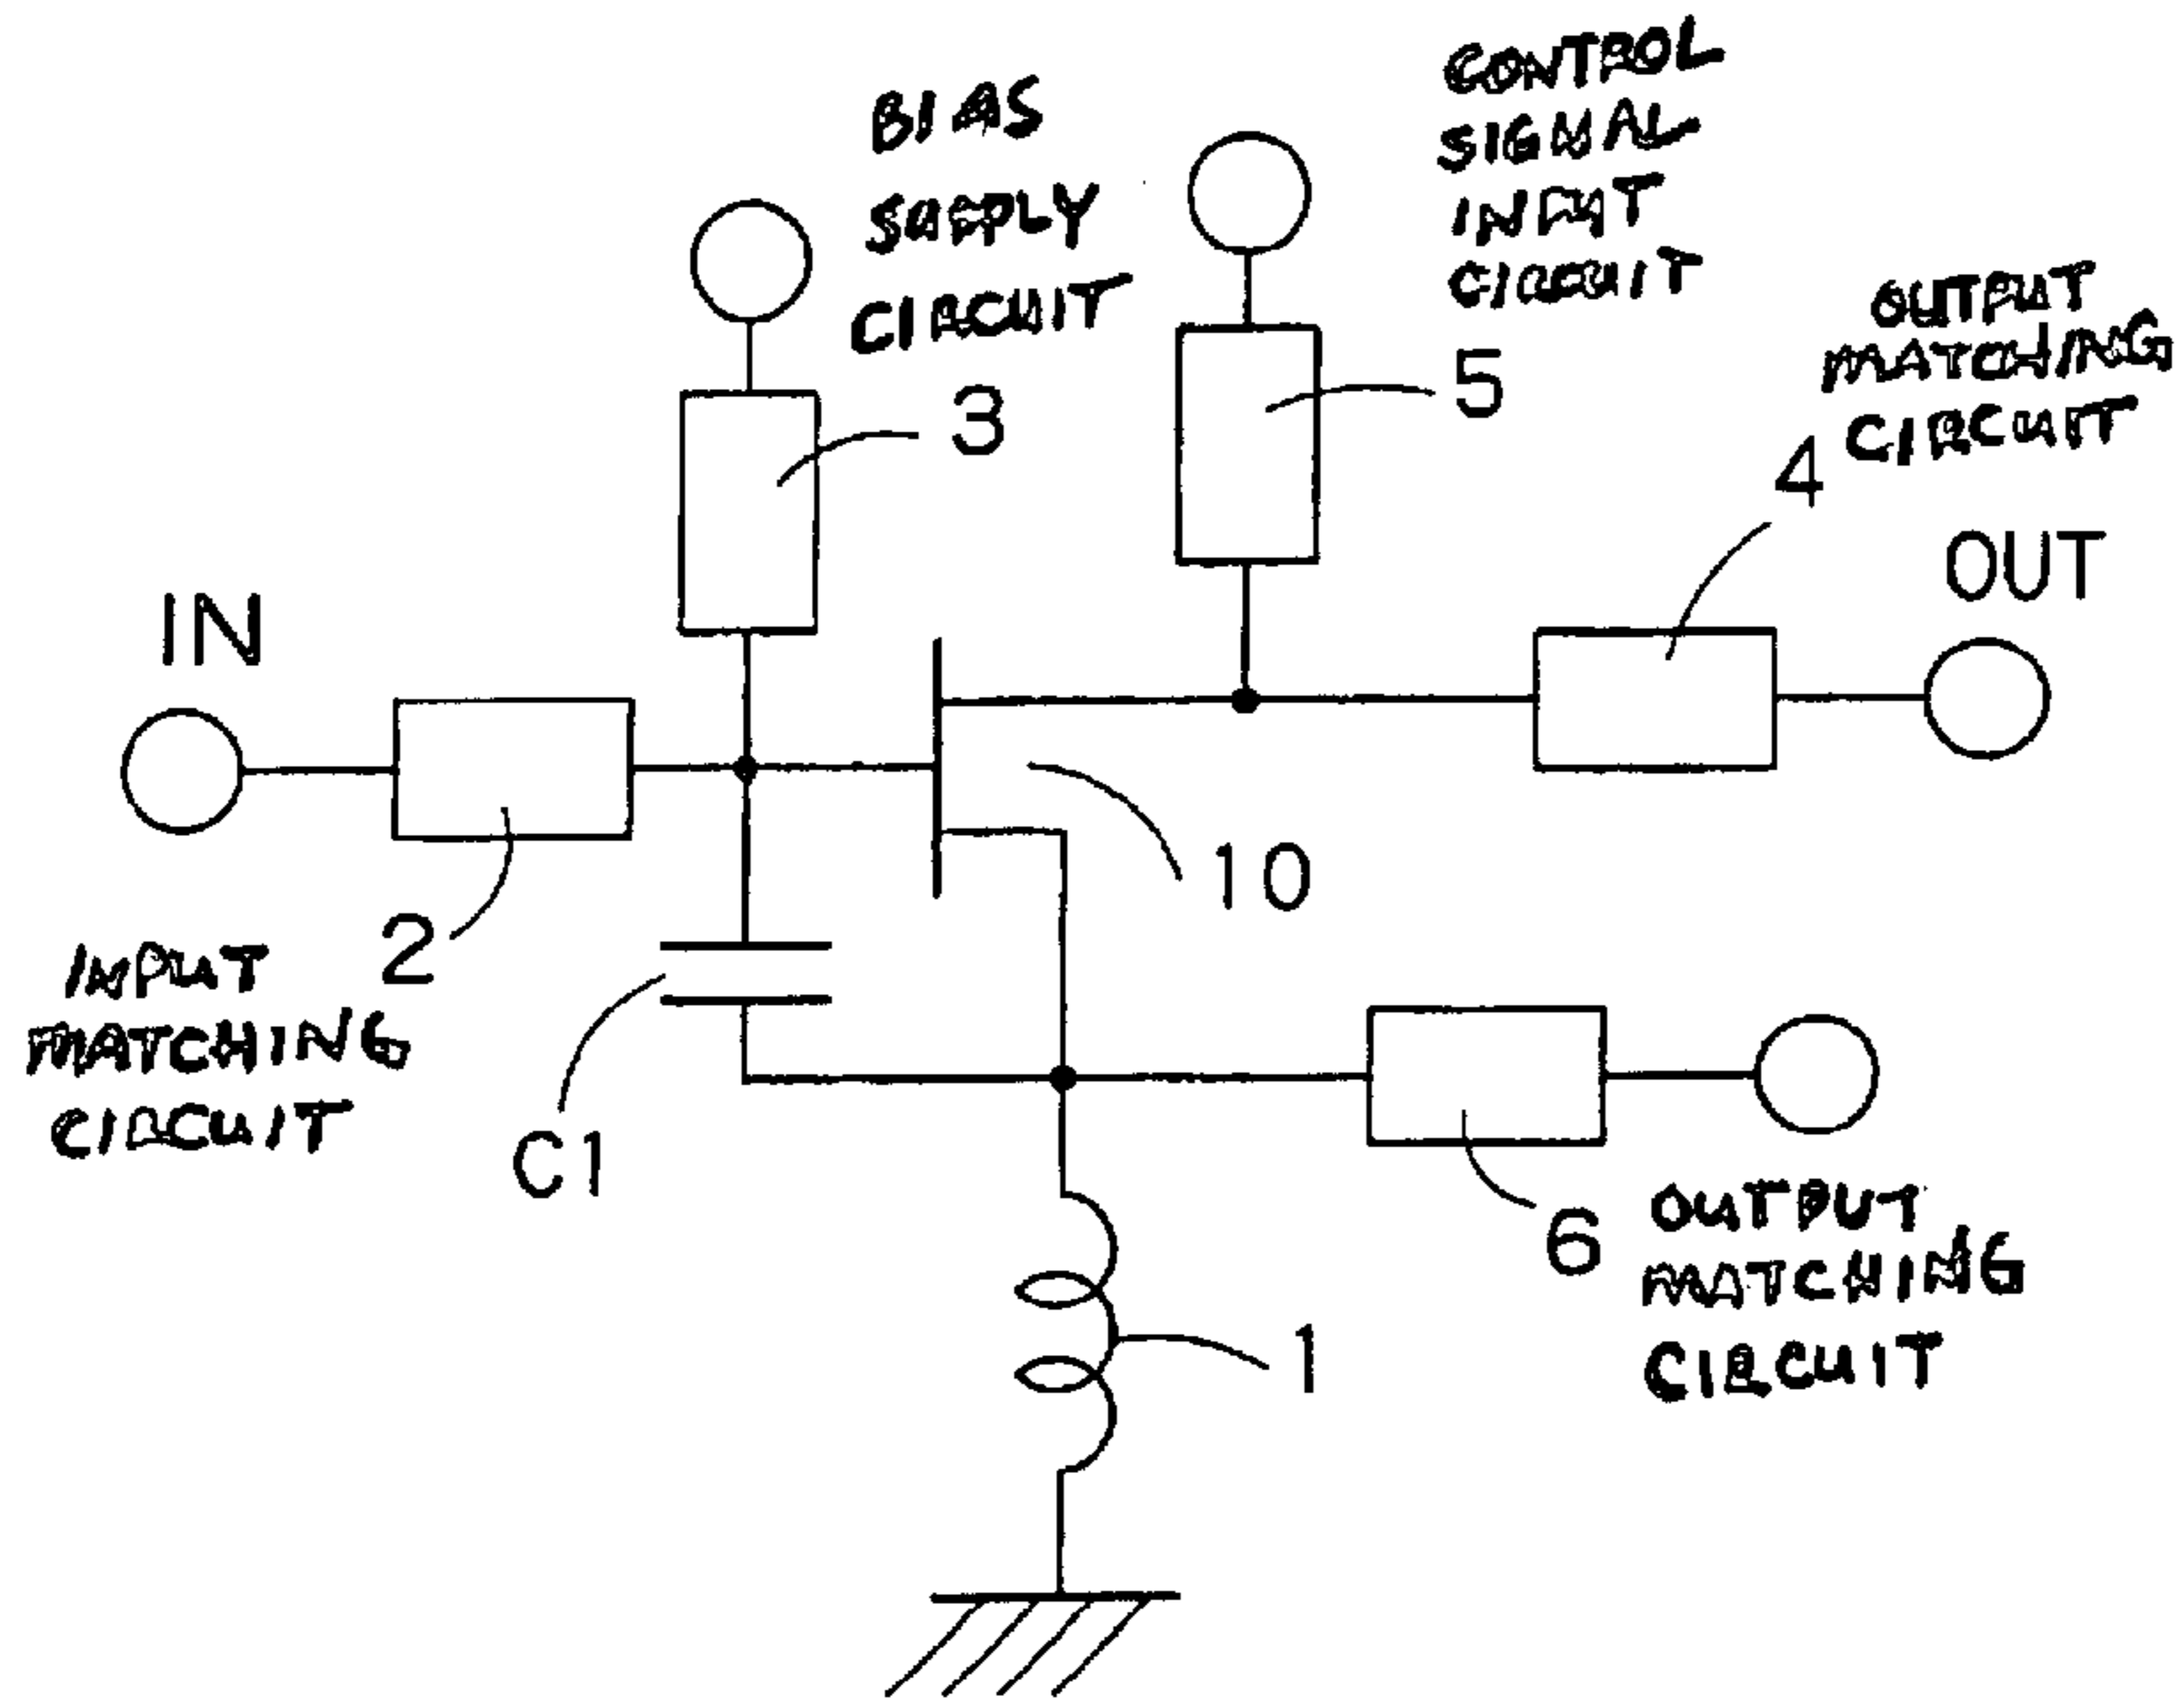 BIAS
SUPPLY
CIRCUIT
3
CONTROL
SIGNAL
INPUT
CIRCUIT
5
OUTPUT
MATCHING
CIRCUIT
4
OUT
IN
10
2
INPUT
MATCHING
CIRCUIT
C1
6
OUTPUT
MATCHING
CIRCUIT
1